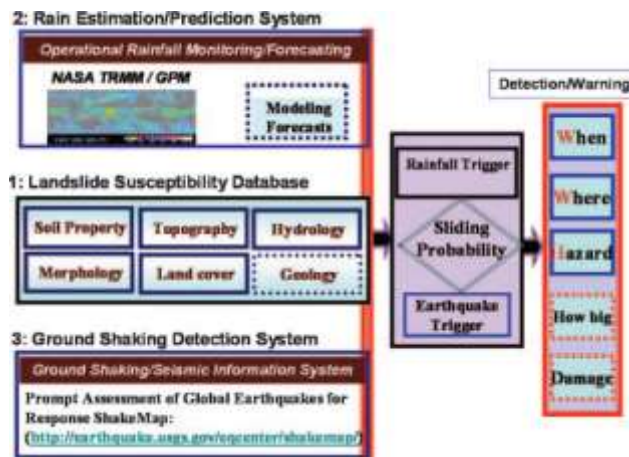 2: Rain Estimation/Prediction System
Operational Rainfall Monitoring/Forecasting
NASA TRMM / GPM
Modeling
Forecasts
1: Landslide Susceptibility Database
Soil Property
Topography
Hydrology
Morphology
Land cover
Geology
3: Ground Shaking Detection System
Ground Shaking/Seismic Information System
Prompt Assessment of Global Earthquakes for
Response ShakeMap:
(http://earthquake.usgs.gov/eqcenter/shakemap/)
Rainfall Trigger
Sliding
Probability
Earthquake
Trigger
Detection/Warning
When
Where
Hazard
How big
Damage